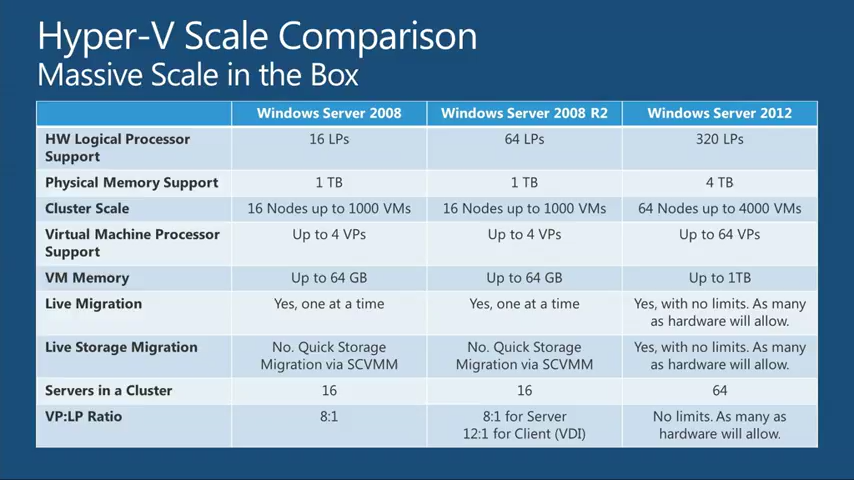 Hyper-V Scale Comparison
Massive Scale in the Box
Windows Server 2008 Windows Server 2008 R2 Windows Server 2012
HW Logical Processor Support 16 LPs 64 LPs 320 LPs
Physical Memory Support 1 TB 1 TB 4 TB
Cluster Scale 16 Nodes up to 1000 VMs 16 Nodes up to 1000 VMs 64 Nodes up to 4000 VMs
Virtual Machine Processor Support Up to 4 VPs Up to 4 VPs Up to 64 VPs
VM Memory Up to 64 GB Up to 64 GB Up to 1TB
Live Migration Yes, one at a time Yes, one at a time Yes, with no limits. As many as hardware will allow.
Live Storage Migration No. Quick Storage Migration via SCVMM No. Quick Storage Migration via SCVMM Yes, with no limits. As many as hardware will allow.
Servers in a Cluster 16 16 64
VP:LP Ratio 8:1 8:1 for Server 12:1 for Client (VDI) No limits. As many as hardware will allow.